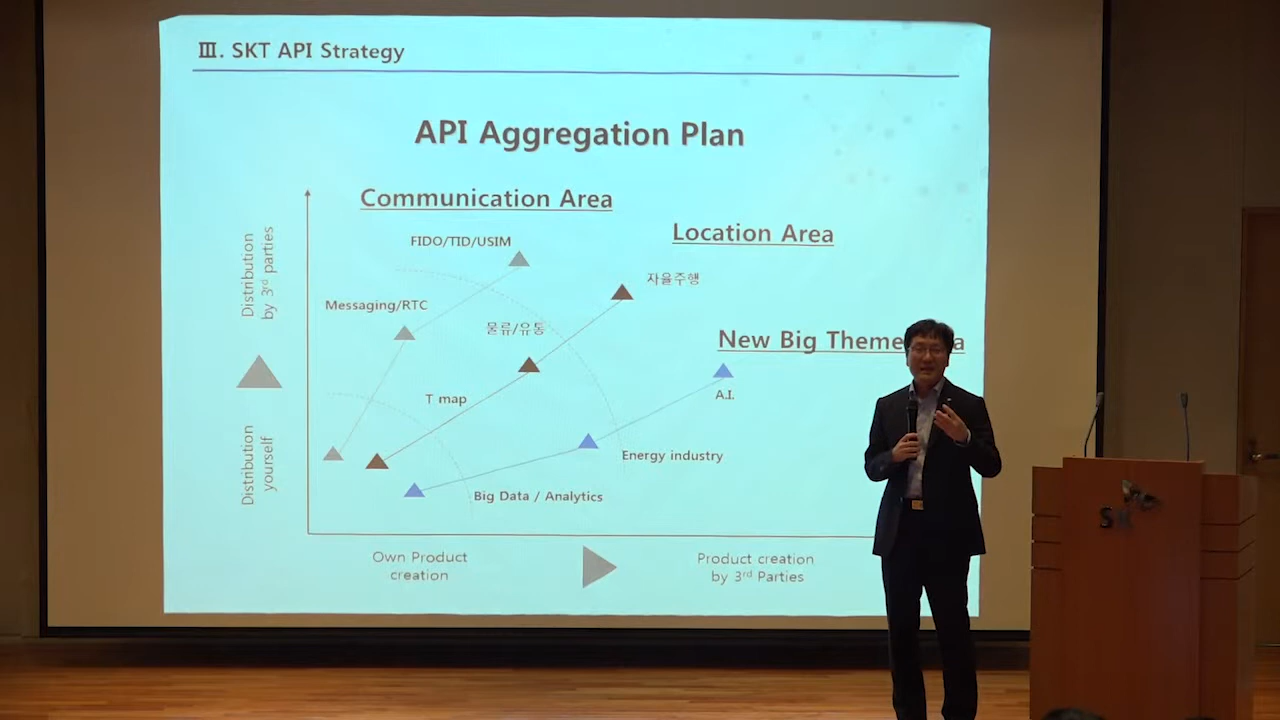 Ⅲ. SKT API Strategy
API Aggregation Plan
Communication Area
Location Area
New Big Theme
FIDO/TID/USIM
자율주행
Messaging/RTC
물류/유통
T map
A.I.
Energy industry
Big Data / Analytics
Distribution
by 3rd parties
Distribution
yourself
Own Product
creation
Product creation
by 3rd Parties
SK